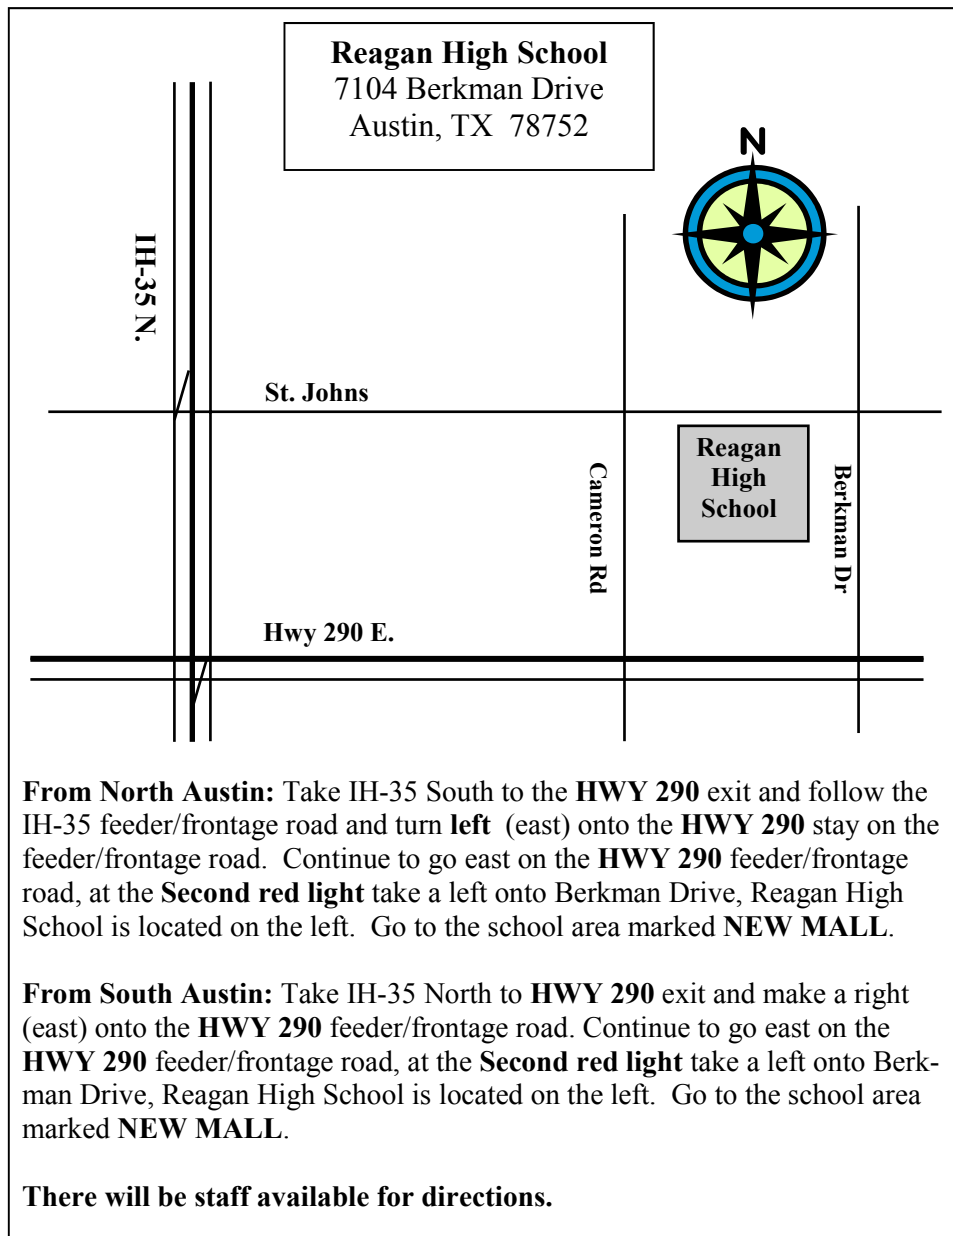 Reagan High School
7104 Berkman Drive
Austin, TX  78752
N
IH-35 N.
St. Johns
Reagan
High
School
Cameron Rd
Berkman Dr
Hwy 290 E.
From North Austin: Take IH-35 South to the HWY 290 exit and follow the
IH-35 feeder/frontage road and turn left  (east) onto the HWY 290 stay on the
feeder/frontage road.  Continue to go east on the HWY 290 feeder/frontage
road, at the Second red light take a left onto Berkman Drive, Reagan High
School is located on the left.  Go to the school area marked NEW MALL.
From South Austin: Take IH-35 North to HWY 290 exit and make a right
(east) onto the HWY 290 feeder/frontage road. Continue to go east on the
HWY 290 feeder/frontage road, at the Second red light take a left onto Berk-
man Drive, Reagan High School is located on the left.  Go to the school area
marked NEW MALL.
There will be staff available for directions.